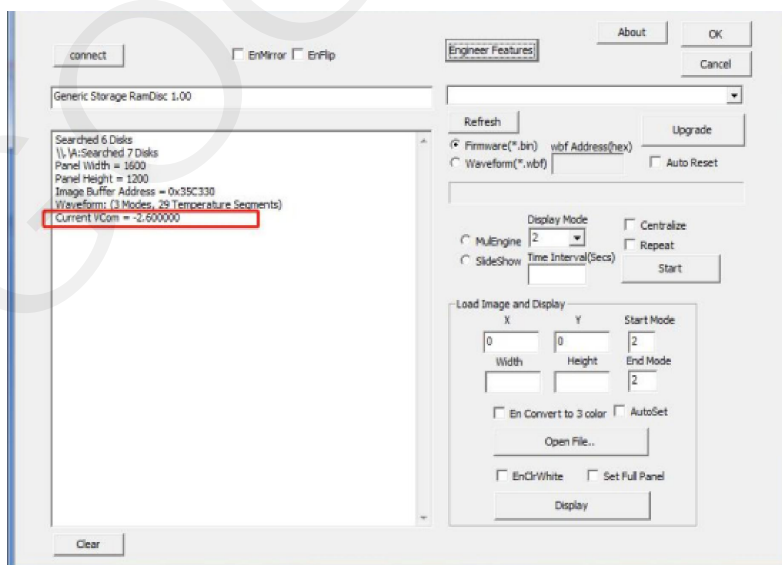 About
OK
connect
EnMirror
EnFlip
Engineer Features
Cancel
Generic Storage RamDisc 1.00
Refresh
Upgrade
Firmware(*.bin)
wbf Address(hex)
Waveform(*.wbf)
Auto Reset
Searched 6 Disks
\\.\A:Searched 7 Disks
Panel Width = 1600
Panel Height = 1200
Image Buffer Address = 0x35C330
Waveform: (3 Modes, 29 Temperature Segments)
Current VCom = -2.600000
Display Mode
Centralize
MulEngine
2
Repeat
SlideShow
Time Interval(Secs)
Start
Load Image and Display
X
Y
Start Mode
0
0
2
Width
Height
End Mode
2
En Convert to 3 color
AutoSet
Open File..
EnClrWhite
Set Full Panel
Display
Clear